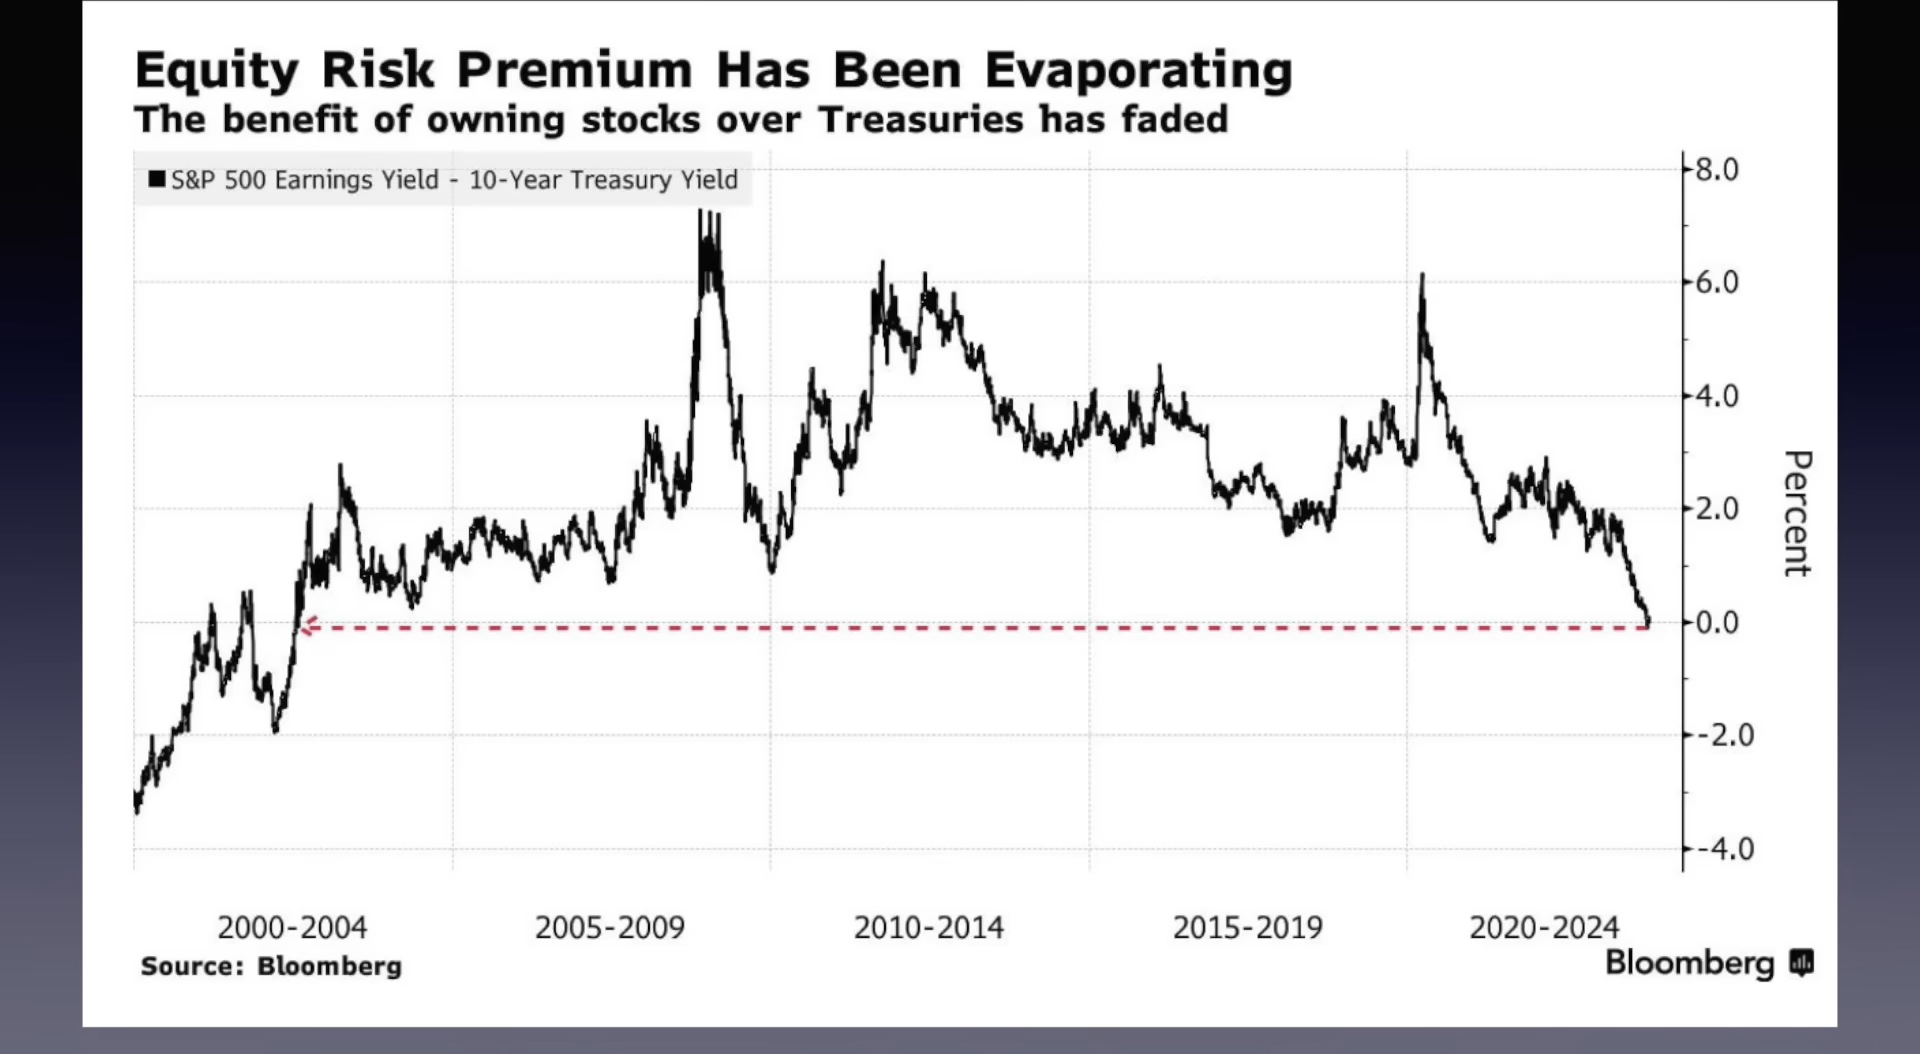 Equity Risk Premium Has Been Evaporating
The benefit of owning stocks over Treasuries has faded
S&P 500 Earnings Yield - 10-Year Treasury Yield
8.0
6.0
4.0
2.0
0.0
-2.0
-4.0
Percent
2000-2004 2005-2009 2010-2014 2015-2019 2020-2024
Source: Bloomberg
Bloomberg